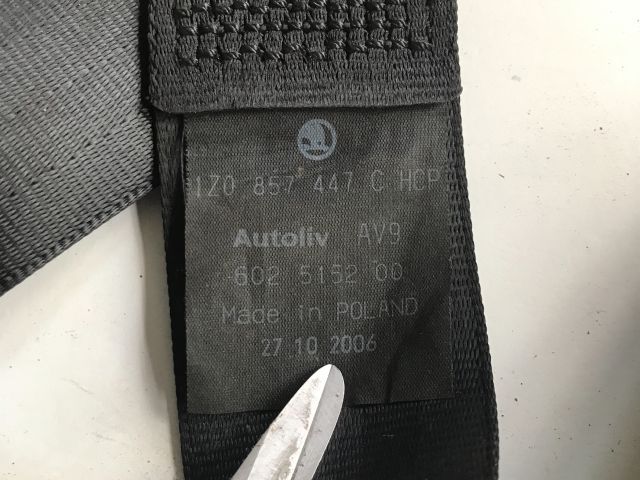 1Z0 857 447 C HCP
Autoliv AV9
602 5152 00
Made in POLAND
27 10 2006